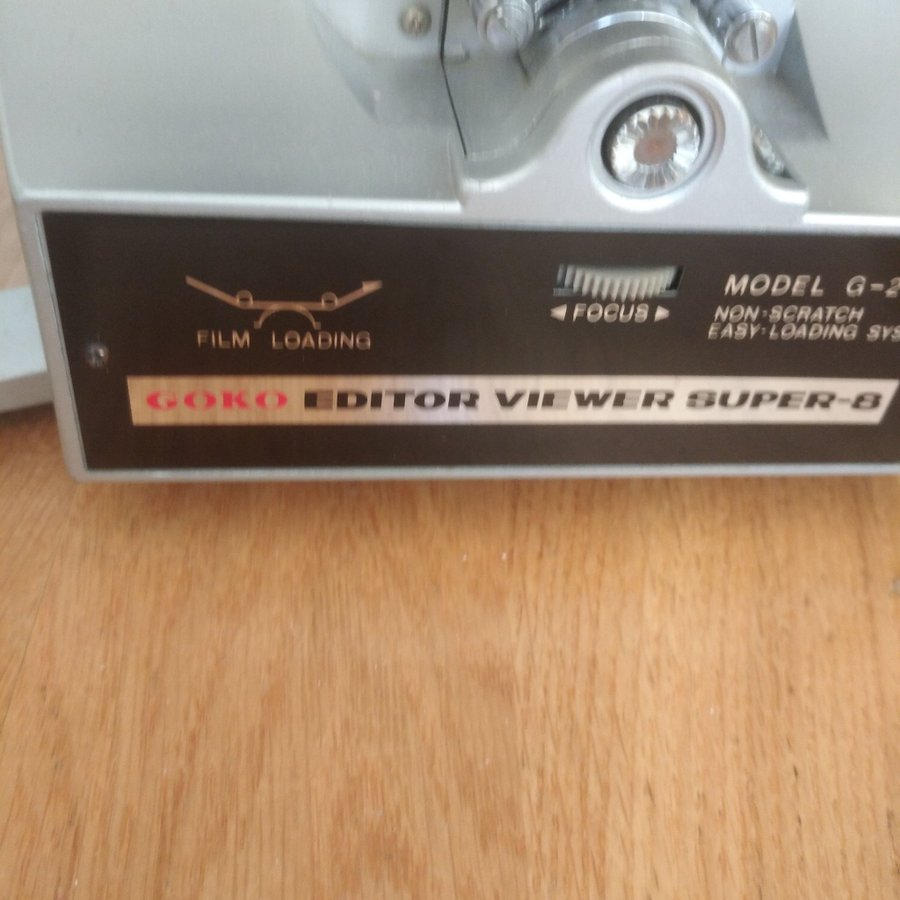 MODEL G-2
◀ FOCUS ▶
NON-SCRATCH
FILM LOADING
EASY-LOADING SYS
GOKO EDITOR VIEWER SUPER-8